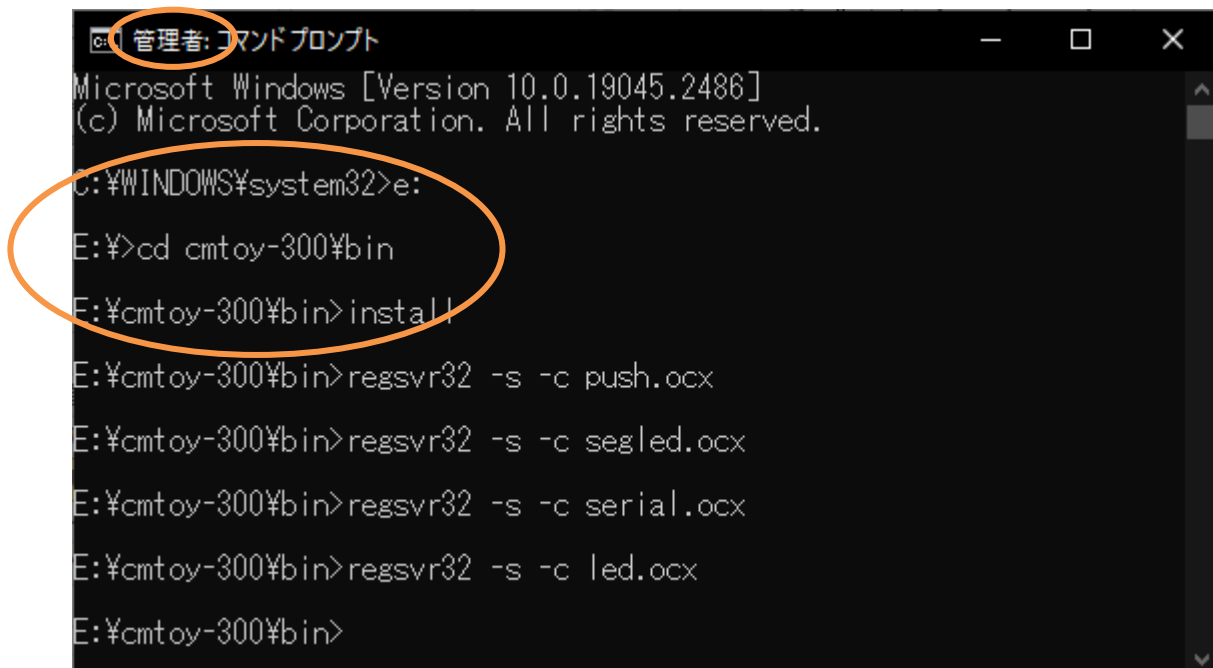 管理者: コマンド プロンプト
Microsoft Windows [Version 10.0.19045.2486]
(c) Microsoft Corporation. All rights reserved.
C:¥WINDOWS¥system32>e:
E:¥>cd cmtoy-300¥bin
E:¥cmtoy-300¥bin>install
E:¥cmtoy-300¥bin>regsvr32 -s -c push.ocx
E:¥cmtoy-300¥bin>regsvr32 -s -c segled.ocx
E:¥cmtoy-300¥bin>regsvr32 -s -c serial.ocx
E:¥cmtoy-300¥bin>regsvr32 -s -c led.ocx
E:¥cmtoy-300¥bin>